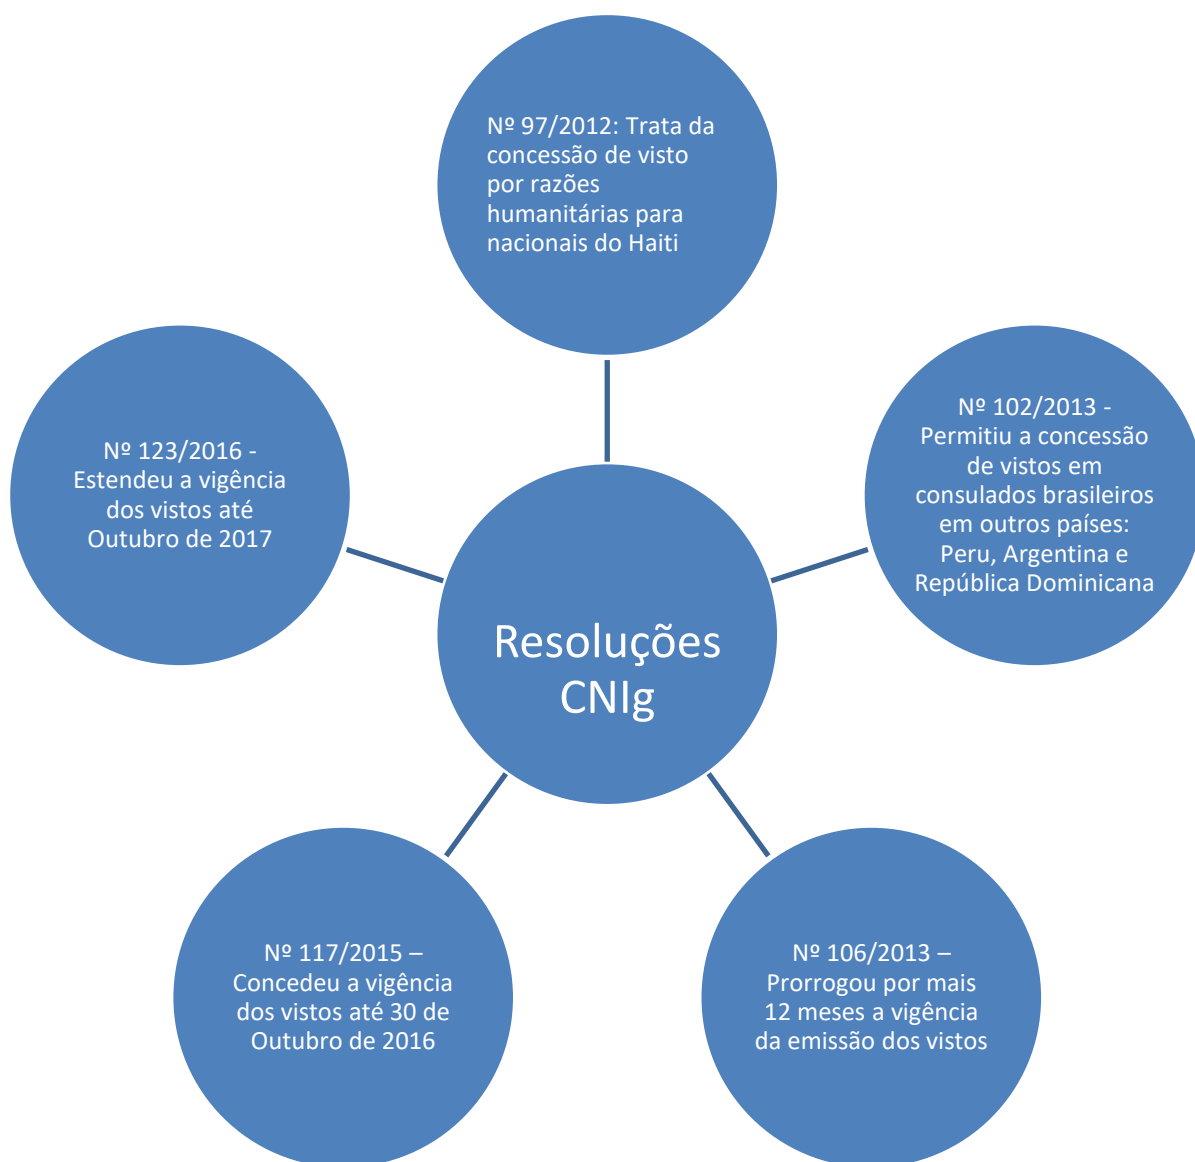 Nº 97/2012: Trata da
concessão de visto
por razões
humanitárias para
nacionais do Haiti
Nº 102/2013 -
Permitiu a concessão
de vistos em
consulados brasileiros
em outros países:
Peru, Argentina e
República Dominicana
Nº 106/2013 –
Prorrogou por mais
12 meses a vigência
da emissão dos vistos
Nº 117/2015 –
Concedeu a vigência
dos vistos até 30 de
Outubro de 2016
Nº 123/2016 -
Estendeu a vigência
dos vistos até
Outubro de 2017
Resoluções
CNIg